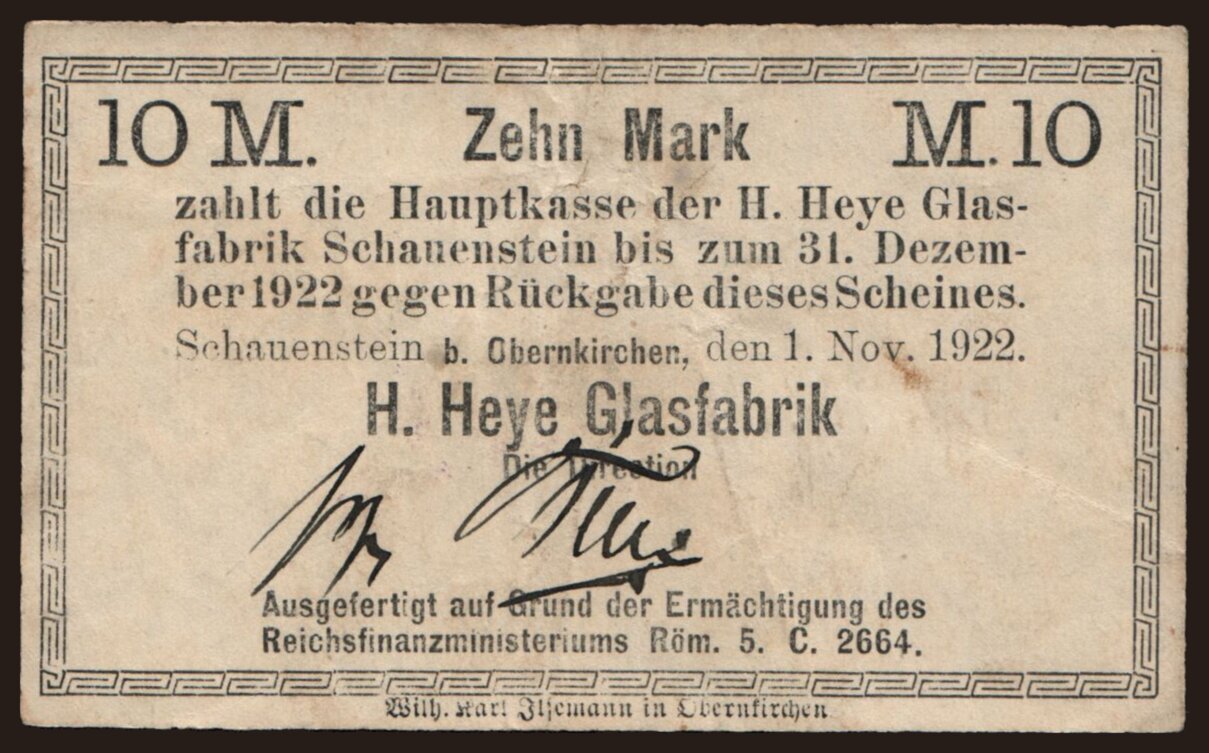 10 M. Zehn Mark M. 10
zahlt die Hauptkasse der H. Heye Glas-
fabrik Schauenstein bis zum 31. Dezem-
ber 1922 gegen Rückgabe dieses Scheines.
Schauenstein b. Obernkirchen, den 1. Nov. 1922.
H. Heye Glasfabrik
Die Direction
Ausgefertigt auf Grund der Ermächtigung des
Reichsfinanzministeriums Röm. 5. C. 2664.
Wilh. Karl Ilsemann in Obernkirchen